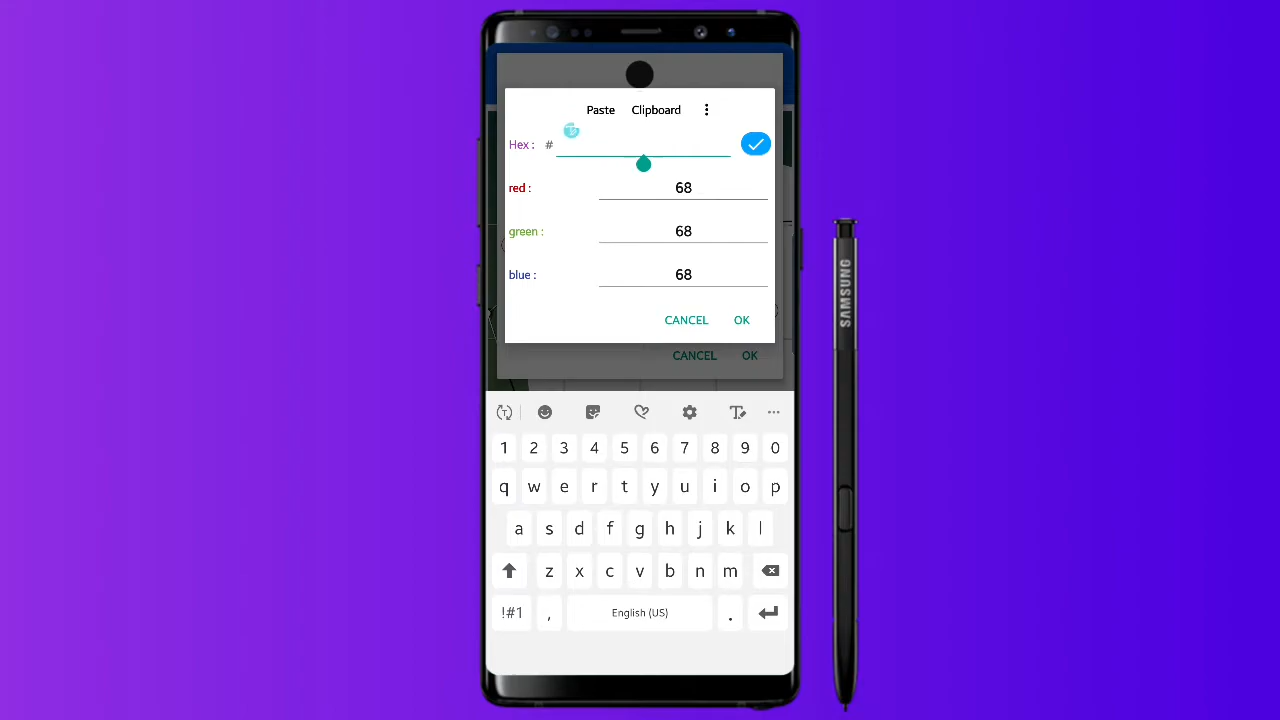 Paste Clipboard
Hex : #
red : 68
green : 68
blue : 68
CANCEL OK
CANCEL OK
1 2 3 4 5 6 7 8 9 0
q w e r t y u i o p
a s d f g h j k l
z x c v b n m
!#1 , English (US) .
SAMSUNG